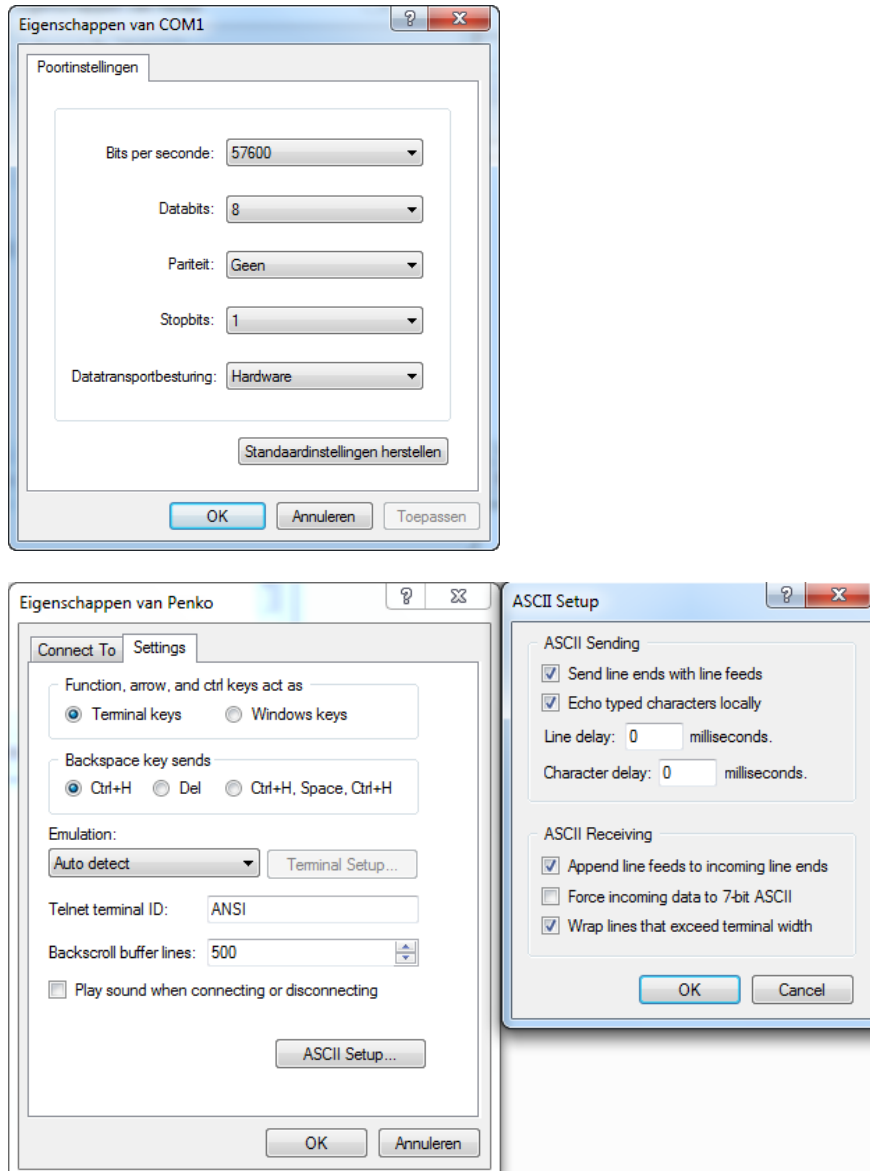 Eigenschappen van COM1
Poortinstellingen
Bits per seconde: 57600
Databits: 8
Pariteit: Geen
Stopbits: 1
Datatransportbesturing: Hardware
Standaardinstellingen herstellen
OK Annuleren Toepassen
Eigenschappen van Penko
Connect To Settings
Function, arrow, and ctrl keys act as
Terminal keys Windows keys
Backspace key sends
Ctrl+H Del Ctrl+H, Space, Ctrl+H
Emulation:
Auto detect Terminal Setup...
Telnet terminal ID: ANSI
Backscroll buffer lines: 500
Play sound when connecting or disconnecting
ASCII Setup...
OK Annuleren
ASCII Setup
ASCII Sending
Send line ends with line feeds
Echo typed characters locally
Line delay: 0 milliseconds.
Character delay: 0 milliseconds.
ASCII Receiving
Append line feeds to incoming line ends
Force incoming data to 7-bit ASCII
Wrap lines that exceed terminal width
OK Cancel